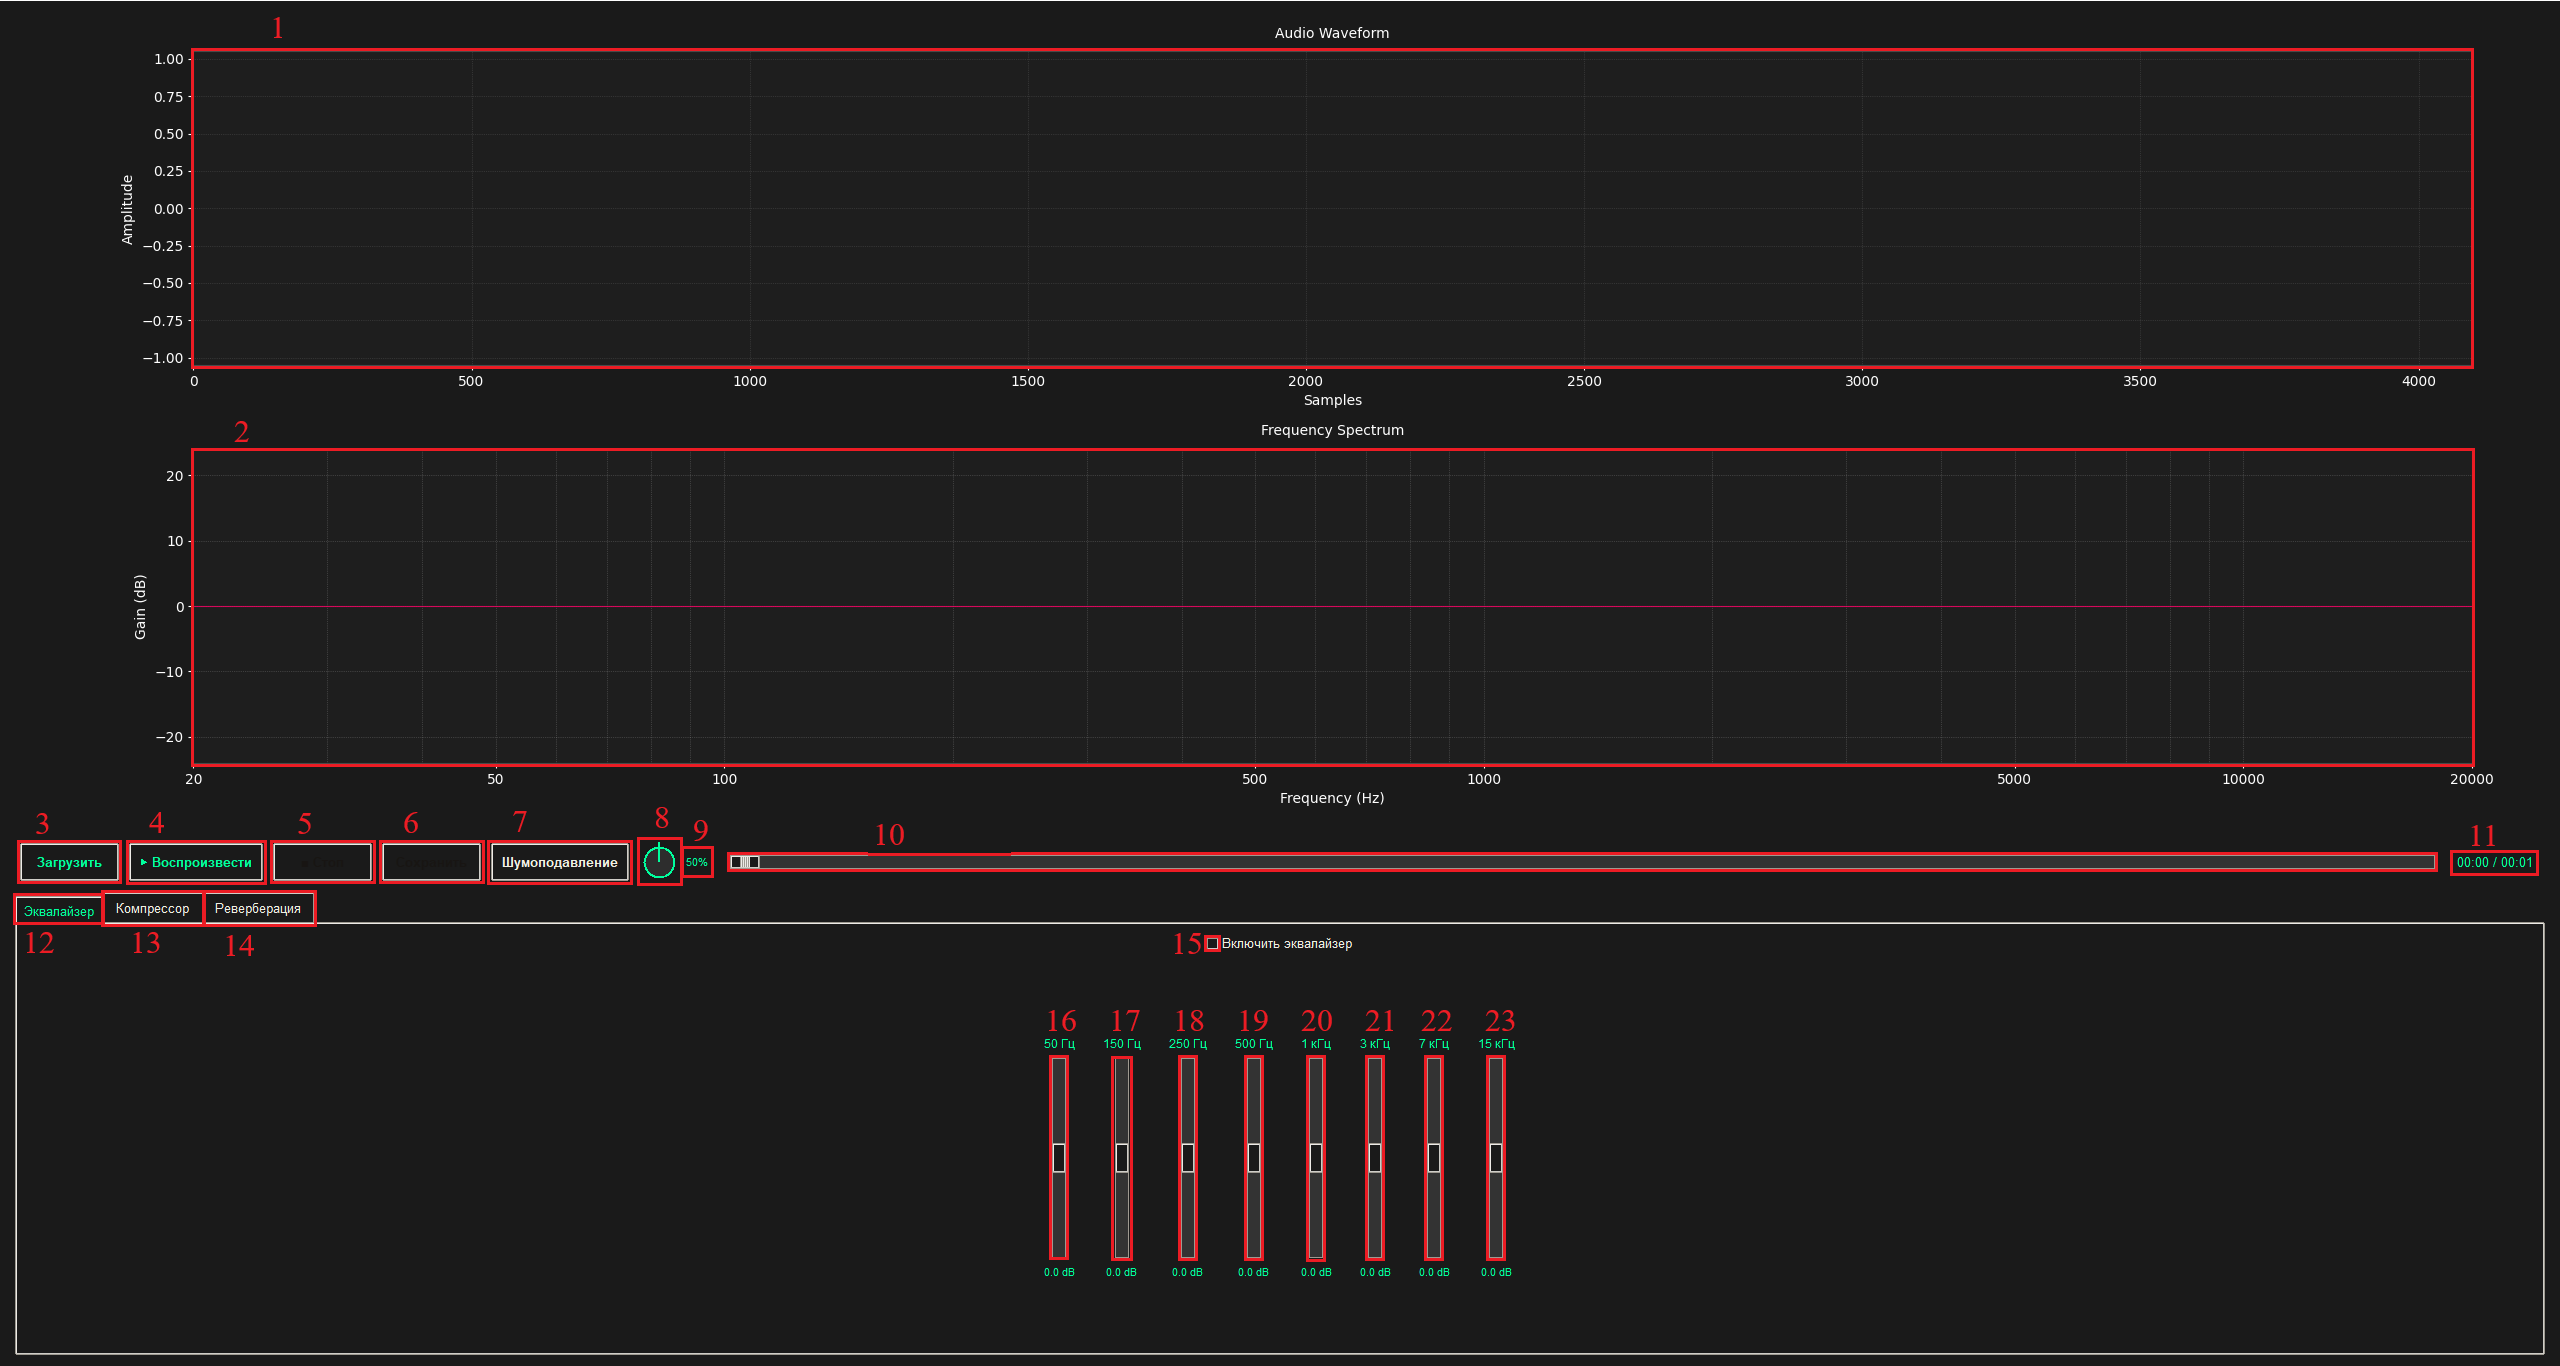 1
Audio Waveform
1.00
0.75
0.50
0.25
0.00
−0.25
−0.50
−0.75
−1.00
Amplitude
0 500 1000 1500 2000 2500 3000 3500 4000
Samples
2
Frequency Spectrum
20
10
0
−10
−20
Gain (dB)
20 50 100 500 1000 5000 10000 20000
Frequency (Hz)
3 4 5 6 7 8 9 10 11
Загрузить ► Воспроизвести Шумоподавление 50% 00:00 / 00:01
Эквалайзер Компрессор Реверберация
12 13 14
15 Включить эквалайзер
16 17 18 19 20 21 22 23
50 Гц 150 Гц 250 Гц 500 Гц 1 кГц 3 кГц 7 кГц 15 кГц
0.0 dB 0.0 dB 0.0 dB 0.0 dB 0.0 dB 0.0 dB 0.0 dB 0.0 dB